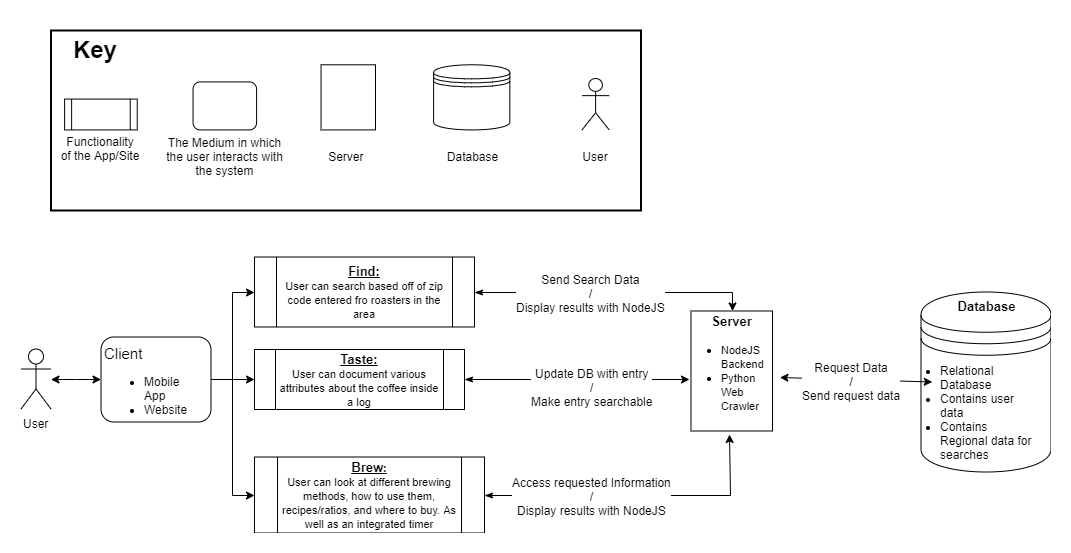 Key
Functionality
of the App/Site
The Medium in which
the user interacts with
the system
Server
Database
User
User
Client
Mobile
App
Website
Find:
User can search based off of zip
code entered fro roasters in the
area
Taste:
User can document various
attributes about the coffee inside
a log
Brew:
User can look at different brewing
methods, how to use them,
recipes/ratios, and where to buy. As
well as an integrated timer
Send Search Data
/
Display results with NodeJS
Update DB with entry
/
Make entry searchable
Access requested Information
/
Display results with NodeJS
Server
NodeJS
Backend
Python
Web
Crawler
Request Data
/
Send request data
Database
Relational
Database
Contains user
data
Contains
Regional data for
searches